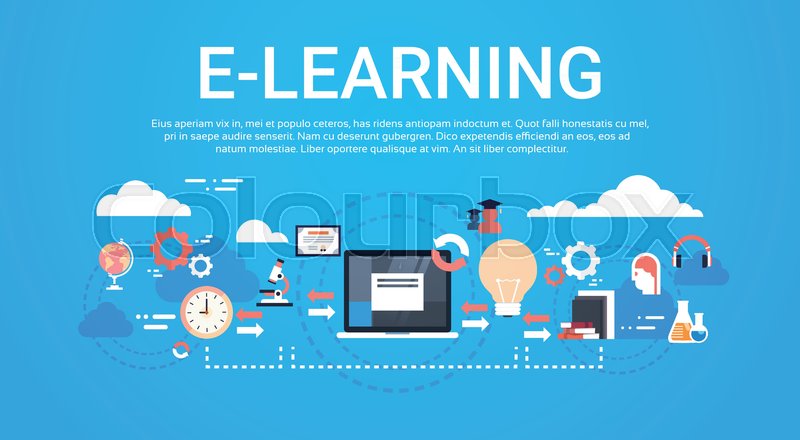 E-LEARNING
Eius aperiam vix in, mei et populo ceteros, has ridens antiopam indoctum et. Quot falli honestatis cu mel,
pri in saepe audire senserit. Nam cu deserunt gubergren. Dico expetendis efficiendi an eos, eos ad
natum molestiae. Liber oportere qualisque at vim. An sit liber complectitur.
colourbox